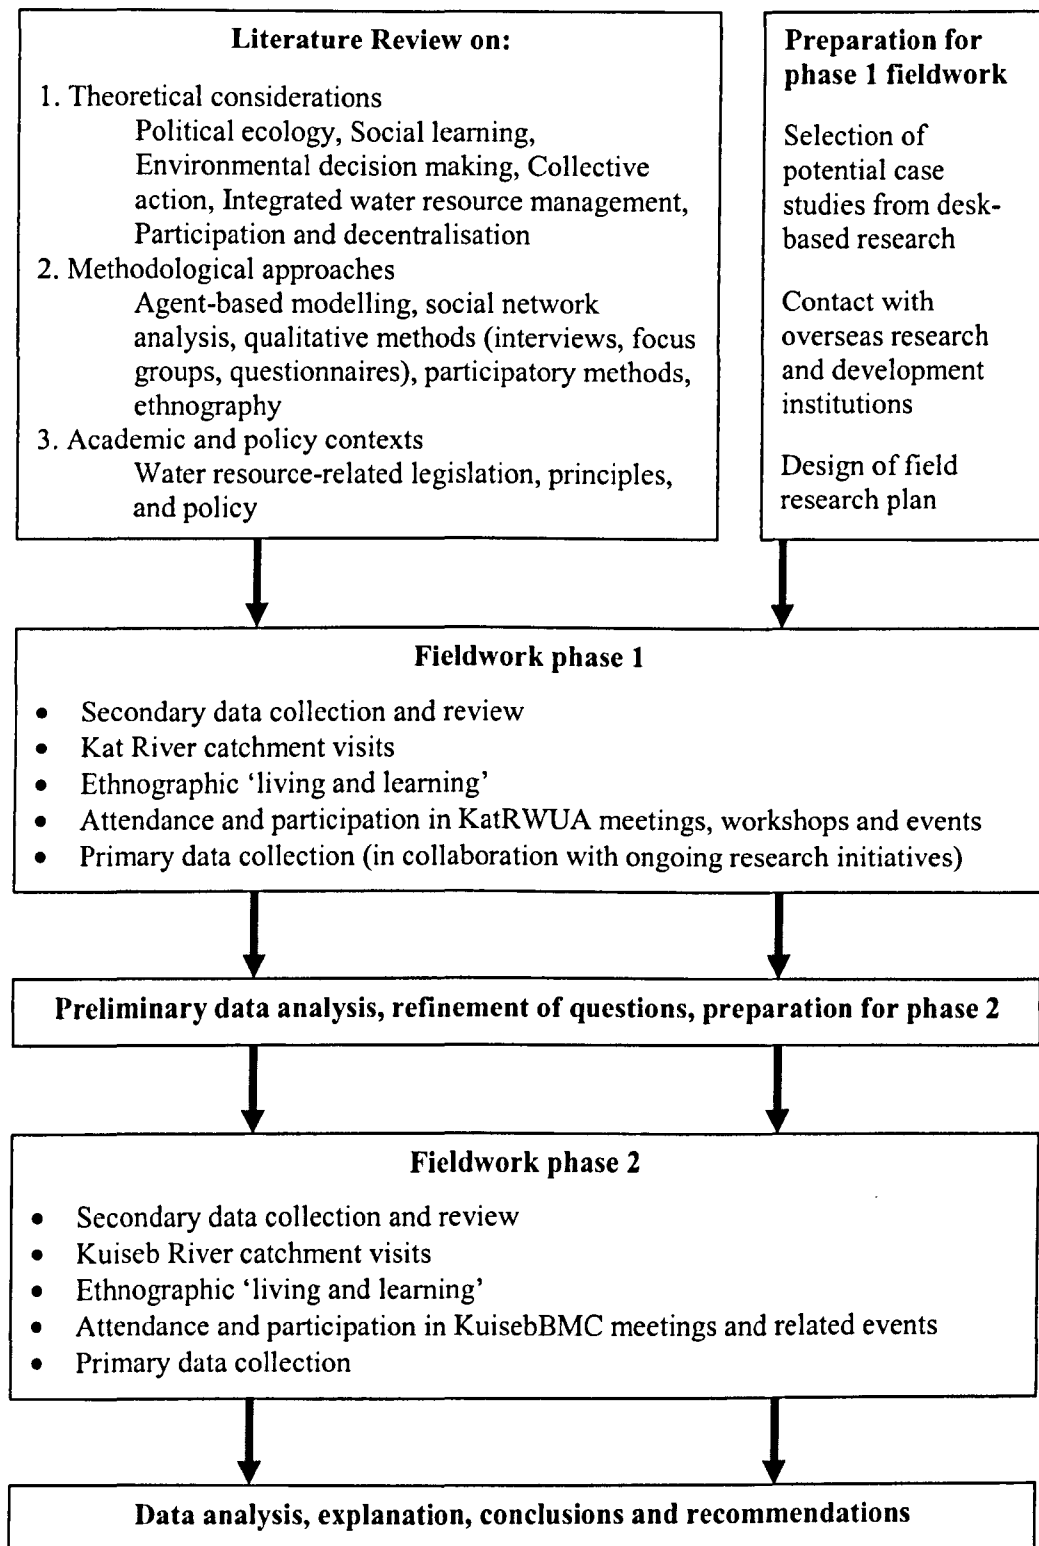 Literature Review on:
1. Theoretical considerations
Political ecology, Social learning,
Environmental decision making, Collective
action, Integrated water resource management,
Participation and decentralisation
2. Methodological approaches
Agent-based modelling, social network
analysis, qualitative methods (interviews, focus
groups, questionnaires), participatory methods,
ethnography
3. Academic and policy contexts
Water resource-related legislation, principles,
and policy
Preparation for
phase 1 fieldwork
Selection of
potential case
studies from desk-
based research
Contact with
overseas research
and development
institutions
Design of field
research plan
Fieldwork phase 1
• Secondary data collection and review
• Kat River catchment visits
• Ethnographic ‘living and learning’
• Attendance and participation in KatRWUA meetings, workshops and events
• Primary data collection (in collaboration with ongoing research initiatives)
Preliminary data analysis, refinement of questions, preparation for phase 2
Fieldwork phase 2
• Secondary data collection and review
• Kuiseb River catchment visits
• Ethnographic ‘living and learning’
• Attendance and participation in KuisebBMC meetings and related events
• Primary data collection
Data analysis, explanation, conclusions and recommendations